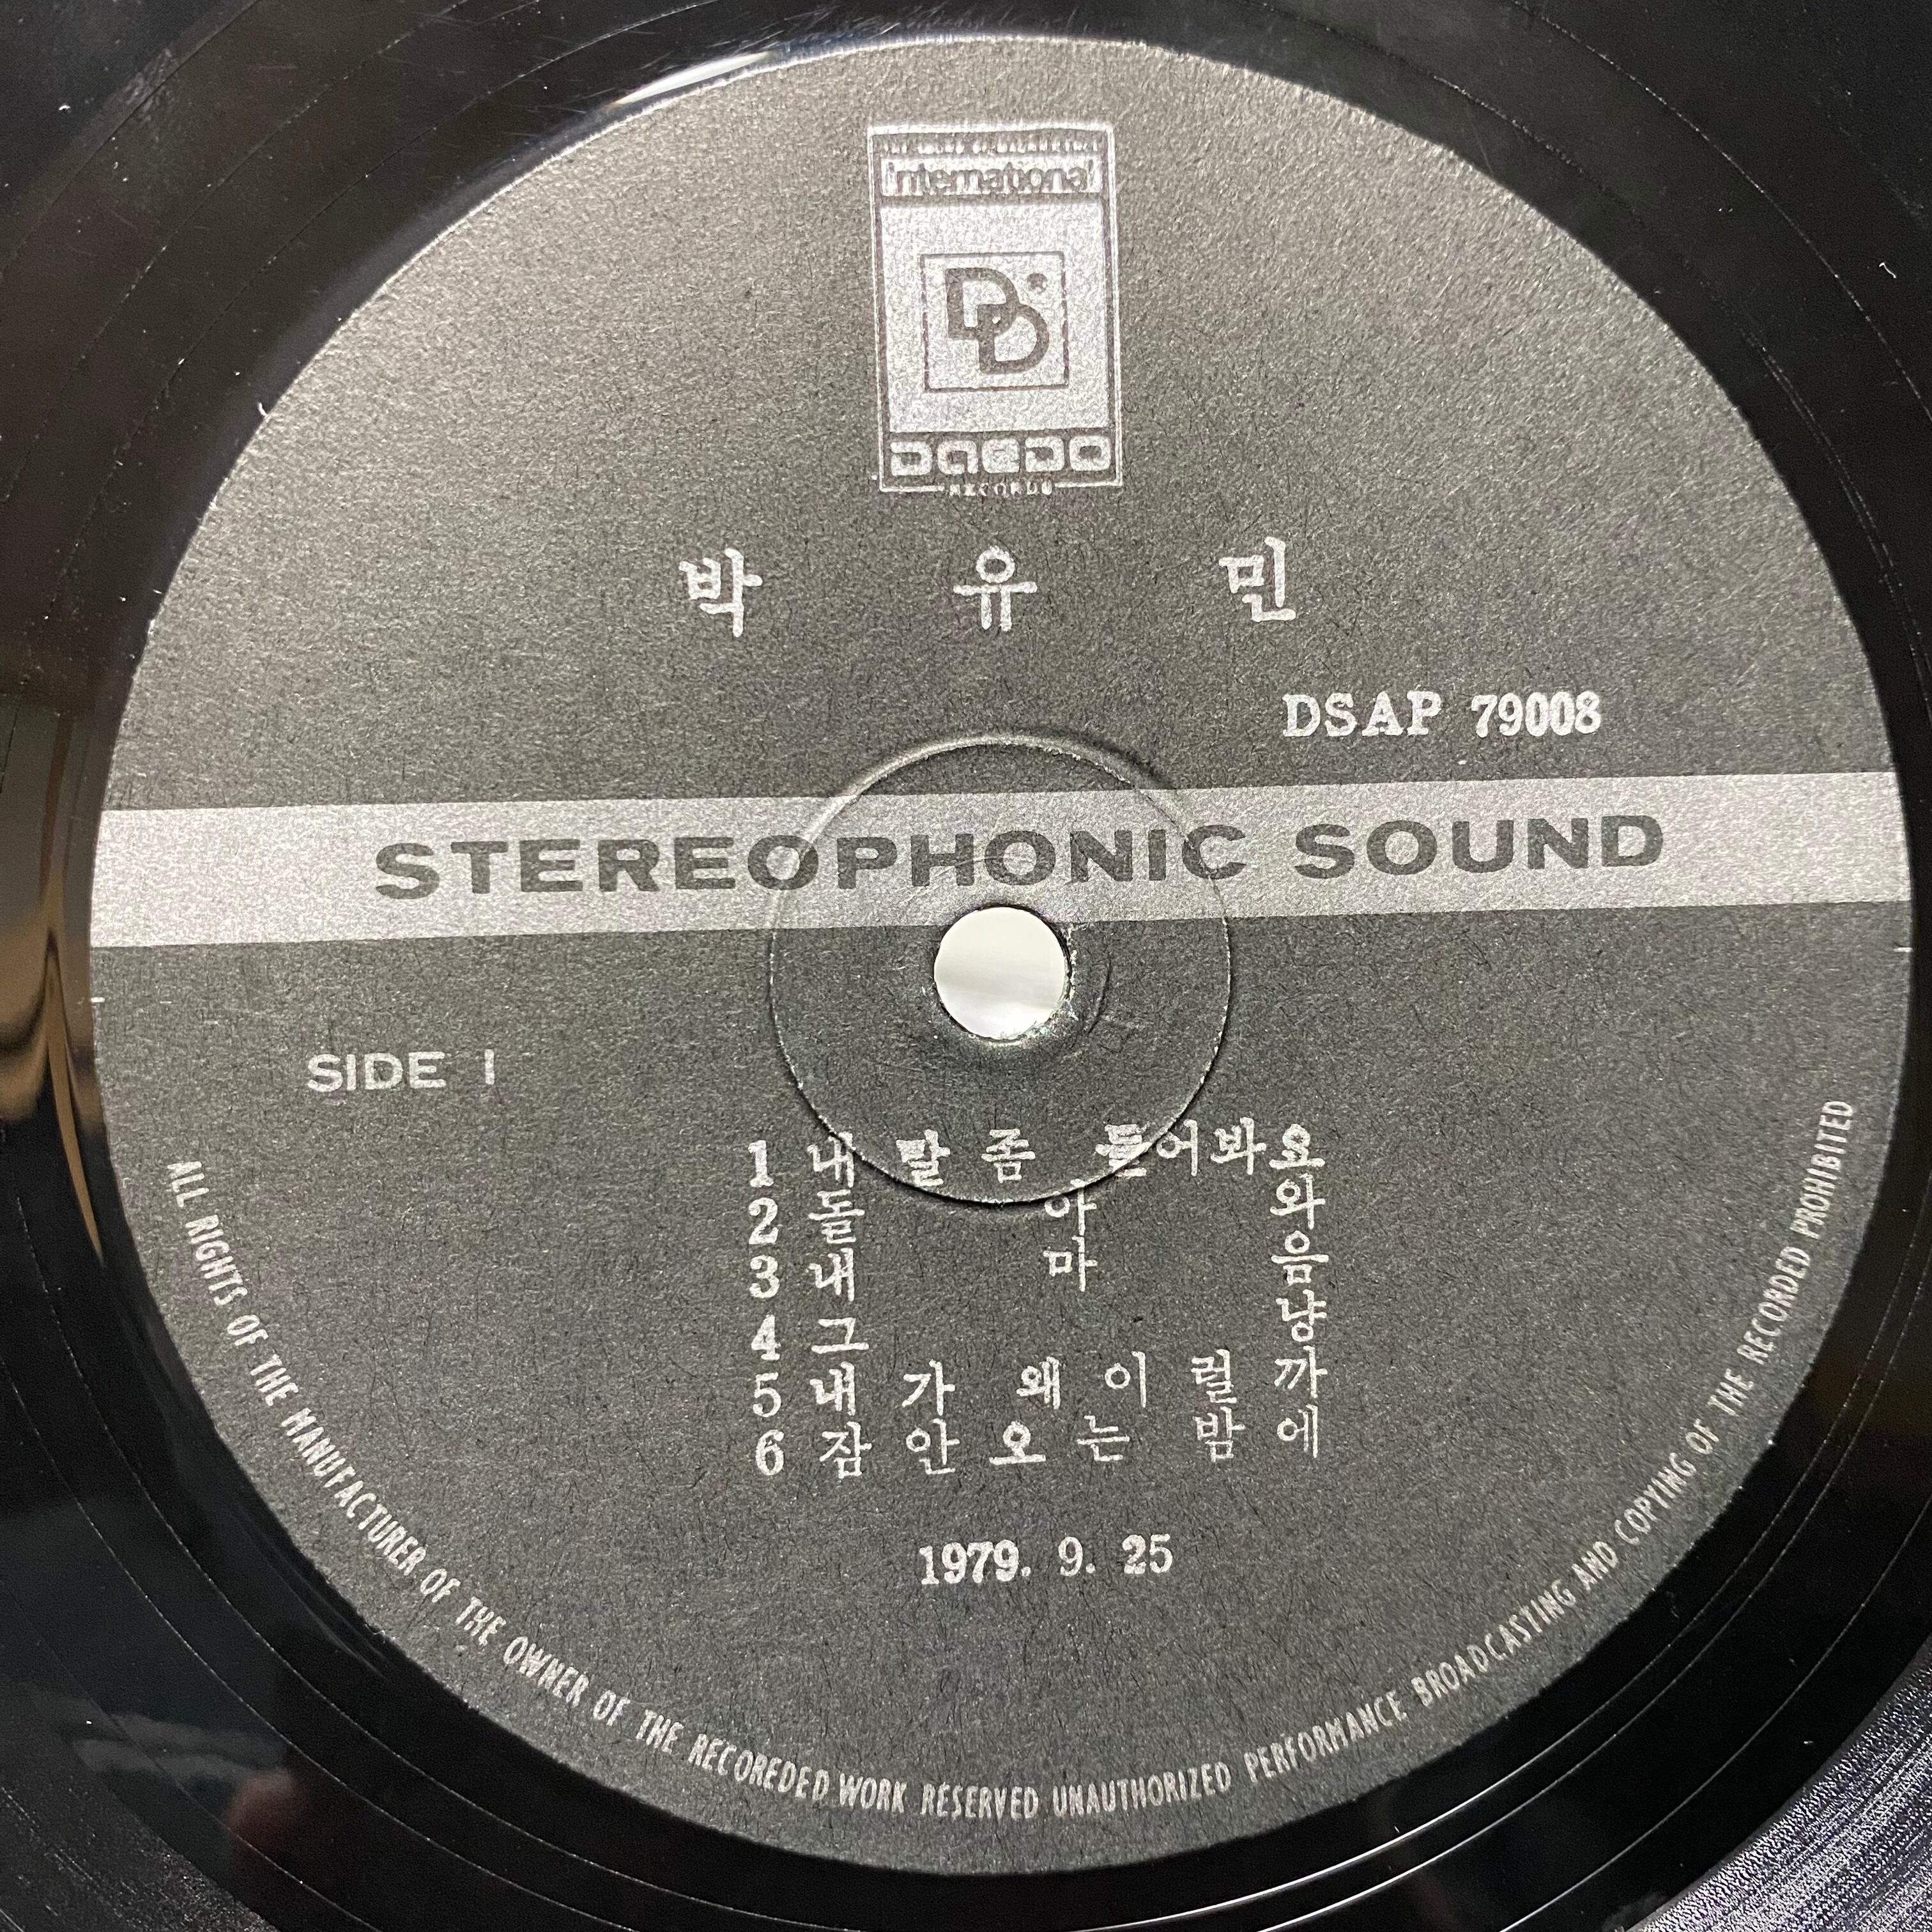 International
DD
DAEDO
RECORDS
박 유 민
DSAP 79008
STEREOPHONIC SOUND
SIDE 1
1 내 말 좀 들어봐요
2 돌 아 와
3 내 마 음
4 그 냥
5 내 가 왜 이 럴 까
6 잠 안 오 는 밤 에
1979. 9. 25
ALL RIGHTS OF THE MANUFACTURER OF THE OWNER OF THE RECOREDED WORK RESERVED UNAUTHORIZED PERFORMANCE BROADCASTING AND COPYING OF THE RECORDED PROHIBITED